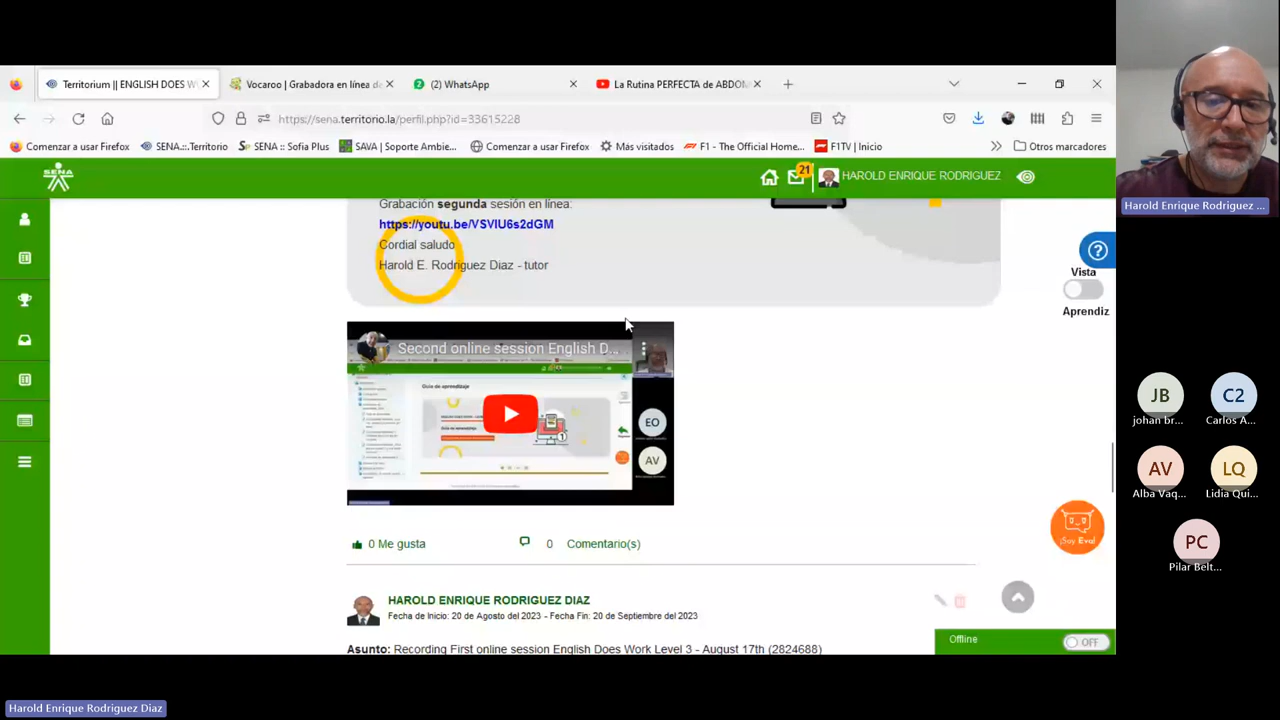 Territorium || ENGLISH DOES W
Vocaroo | Grabadora en línea de
(2) WhatsApp
La Rutina PERFECTA de ABDOM
https://sena.territorio.la/perfil.php?id=33615228
Comenzar a usar Firefox
SENA.::.Territorio
SENA :: Sofia Plus
SAVA | Soporte Ambie...
Comenzar a usar Firefox
Más visitados
F1 - The Official Home...
F1TV | Inicio
Otros marcadores
SENA
21
HAROLD ENRIQUE RODRIGUEZ
Grabación segunda sesión en línea:
https://youtu.be/VSVIU6s2dGM
Cordial saludo
Harold E. Rodriguez Diaz - tutor
Vista
Aprendiz
Second online session English D...
Guía de aprendizaje
EO
AV
¡Soy Eva!
0 Me gusta
0 Comentario(s)
HAROLD ENRIQUE RODRIGUEZ DIAZ
Fecha de Inicio: 20 de Agosto del 2023 - Fecha Fin: 20 de Septiembre del 2023
Asunto: Recording First online session English Does Work Level 3 - August 17th (2824688)
Offline
OFF
Harold Enrique Rodriguez ...
JB
johan br...
C2
Carlos A...
AV
Alba Vaq...
LQ
Lidia Qui...
PC
Pilar Belt...
Harold Enrique Rodriguez Diaz